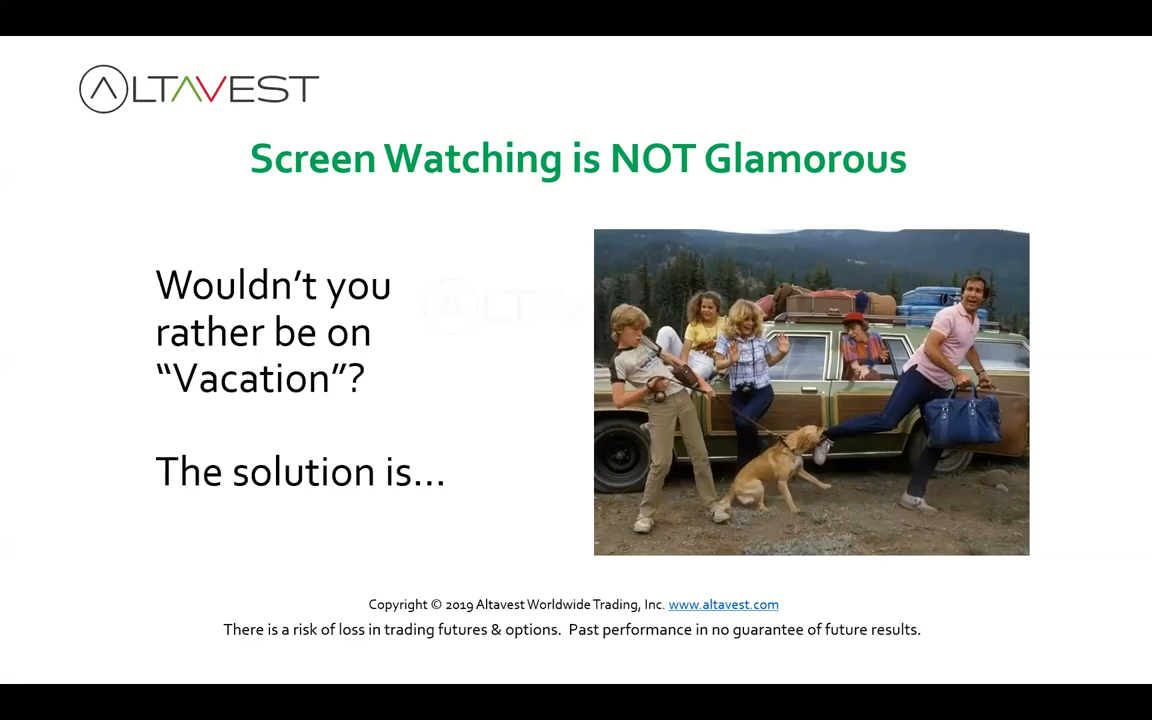 ALTAVEST
Screen Watching is NOT Glamorous
Wouldn’t you
rather be on
“Vacation”?
The solution is...
Copyright © 2019 Altavest Worldwide Trading, Inc. www.altavest.com
There is a risk of loss in trading futures & options.  Past performance in no guarantee of future results.